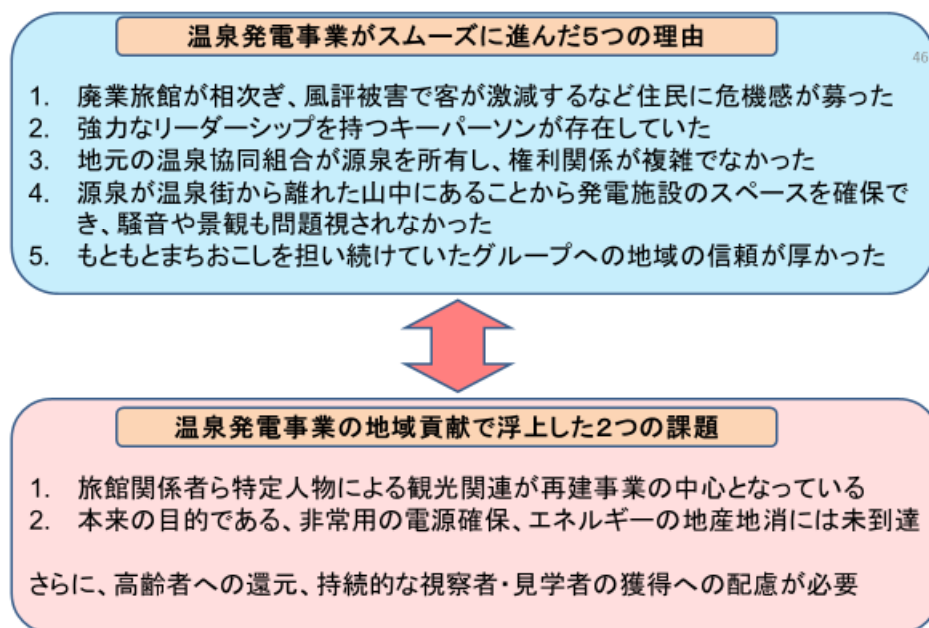 温泉発電事業がスムーズに進んだ5つの理由
46
1. 廃業旅館が相次ぎ、風評被害で客が激減するなど住民に危機感が募った
2. 強力なリーダーシップを持つキーパーソンが存在していた
3. 地元の温泉協同組合が源泉を所有し、権利関係が複雑でなかった
4. 源泉が温泉街から離れた山中にあることから発電施設のスペースを確保で
き、騒音や景観も問題視されなかった
5. もともとまちおこしを担い続けていたグループへの地域の信頼が厚かった
温泉発電事業の地域貢献で浮上した2つの課題
1. 旅館関係者ら特定人物による観光関連が再建事業の中心となっている
2. 本来の目的である、非常用の電源確保、エネルギーの地産地消には未到達
さらに、高齢者への還元、持続的な視察者・見学者の獲得への配慮が必要